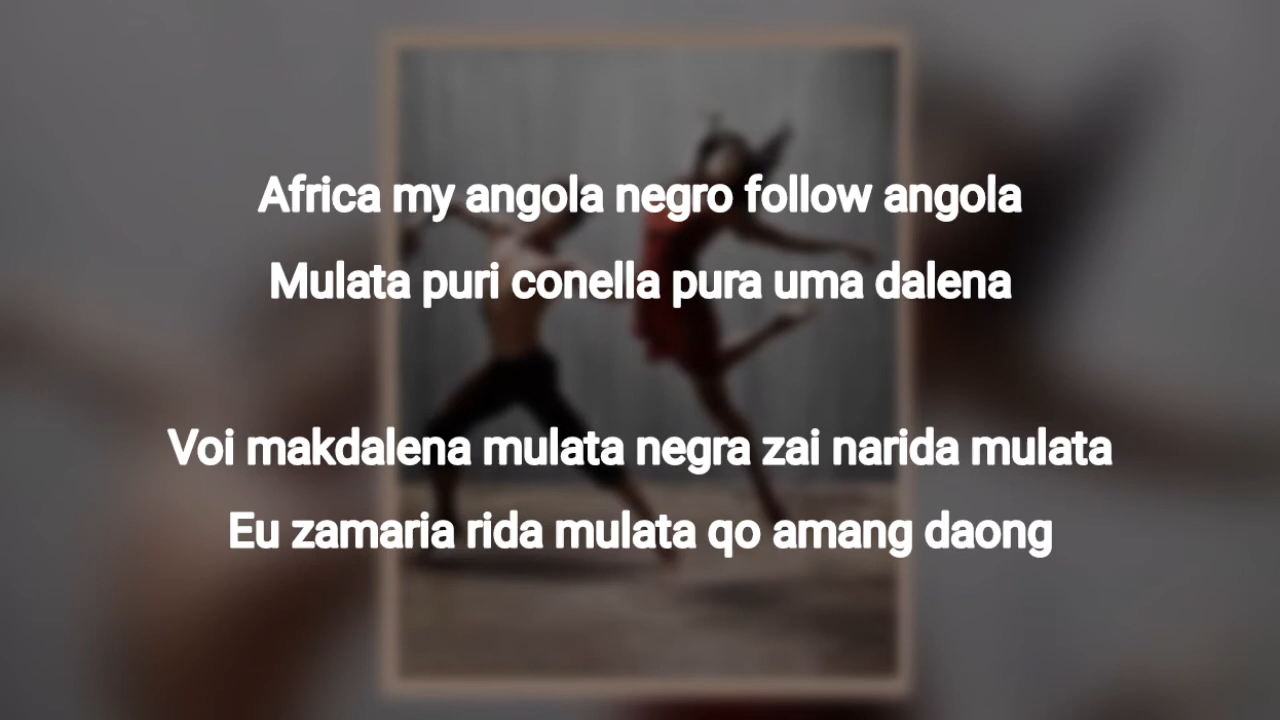 Africa my angola negro follow angola
Mulata puri conella pura uma dalena
Voi makdalena mulata negra zai narida mulata
Eu zamaria rida mulata qo amang daong